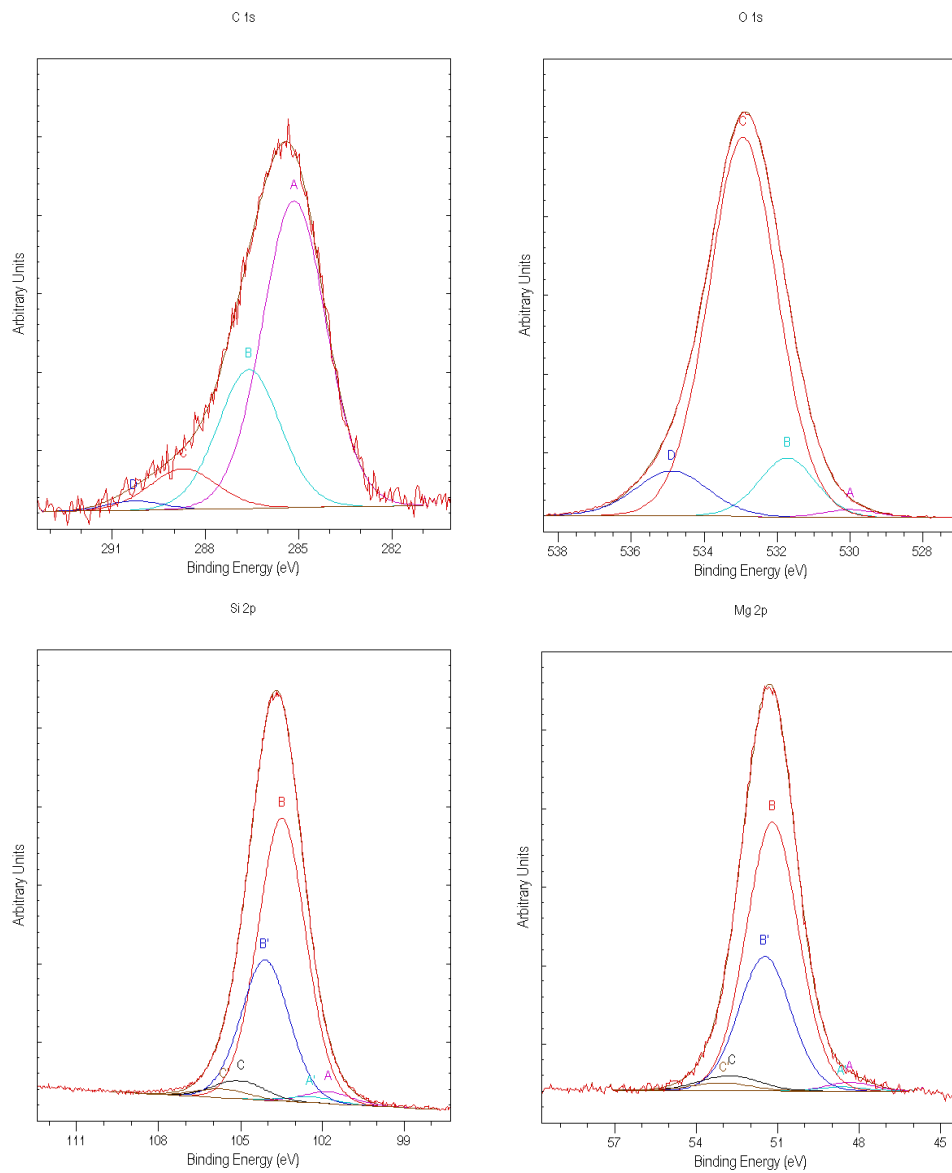 C 1s
Arbitrary Units
A
B
C
D
291 288 285 282
Binding Energy (eV)
O 1s
Arbitrary Units
C
D
B
A
538 536 534 532 530 528
Binding Energy (eV)
Si 2p
Arbitrary Units
B
B'
C' C
A' A
111 108 105 102 99
Binding Energy (eV)
Mg 2p
Arbitrary Units
B
B'
C' C
A' A
57 54 51 48 45
Binding Energy (eV)